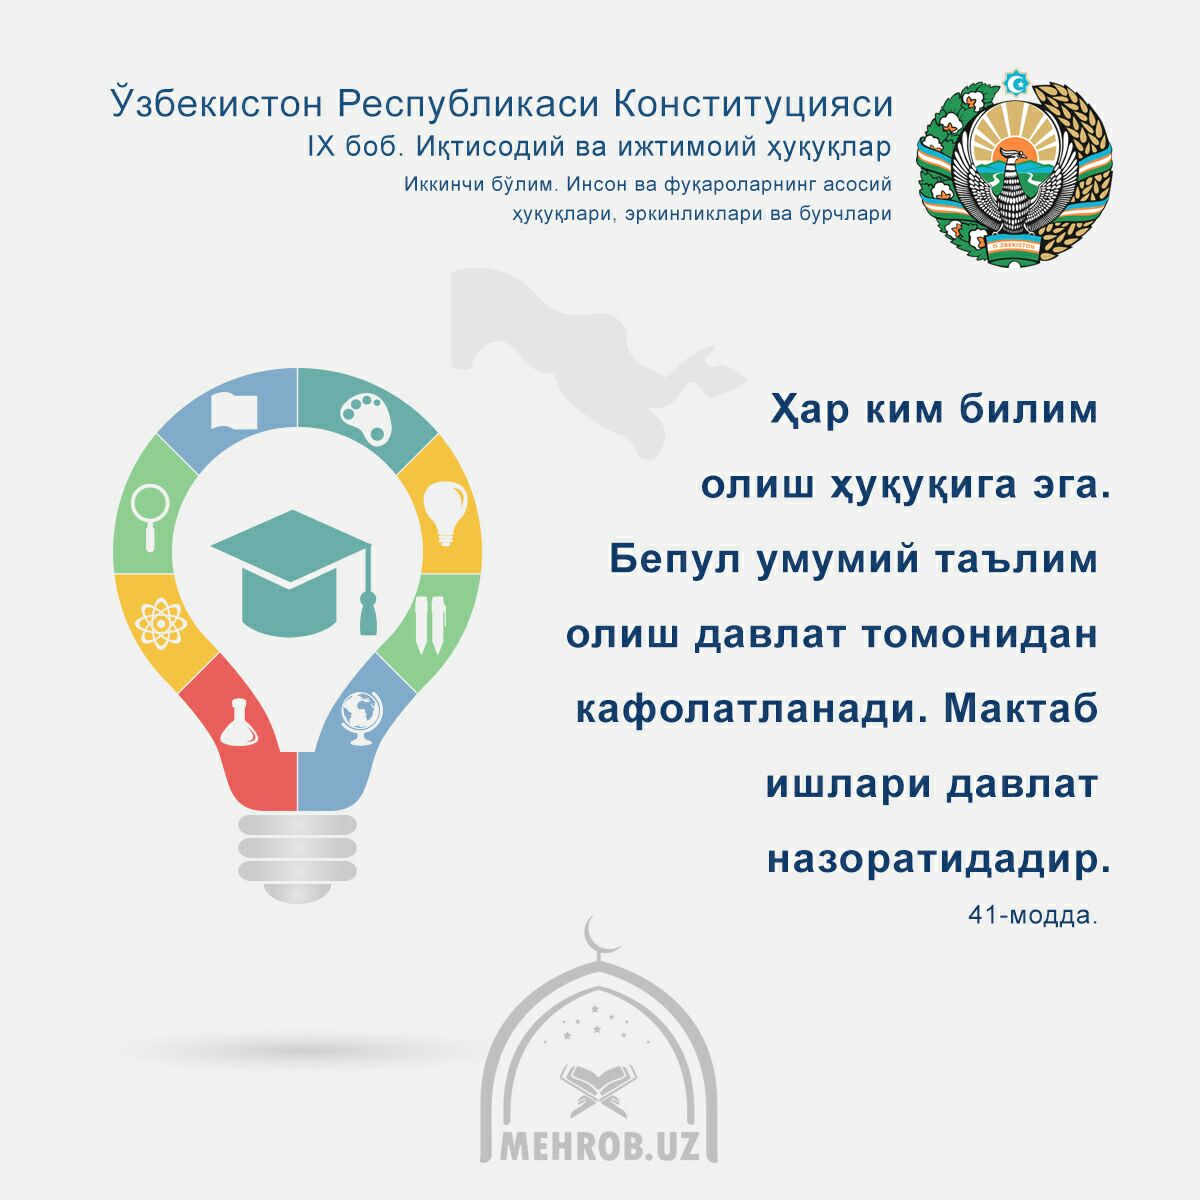 Ўзбекистон Республикаси Конституцияси
IX боб. Иқтисодий ва ижтимоий ҳуқуқлар
Иккинчи бўлим. Инсон ва фуқароларнинг асосий
ҳуқуқлари, эркинликлари ва бурчлари
O'ZBEKISTON
Ҳар ким билим
олиш ҳуқуқига эга.
Бепул умумий таълим
олиш давлат томонидан
кафолатланади. Мактаб
ишлари давлат
назоратидадир.
41-модда.
MEHROB.UZ